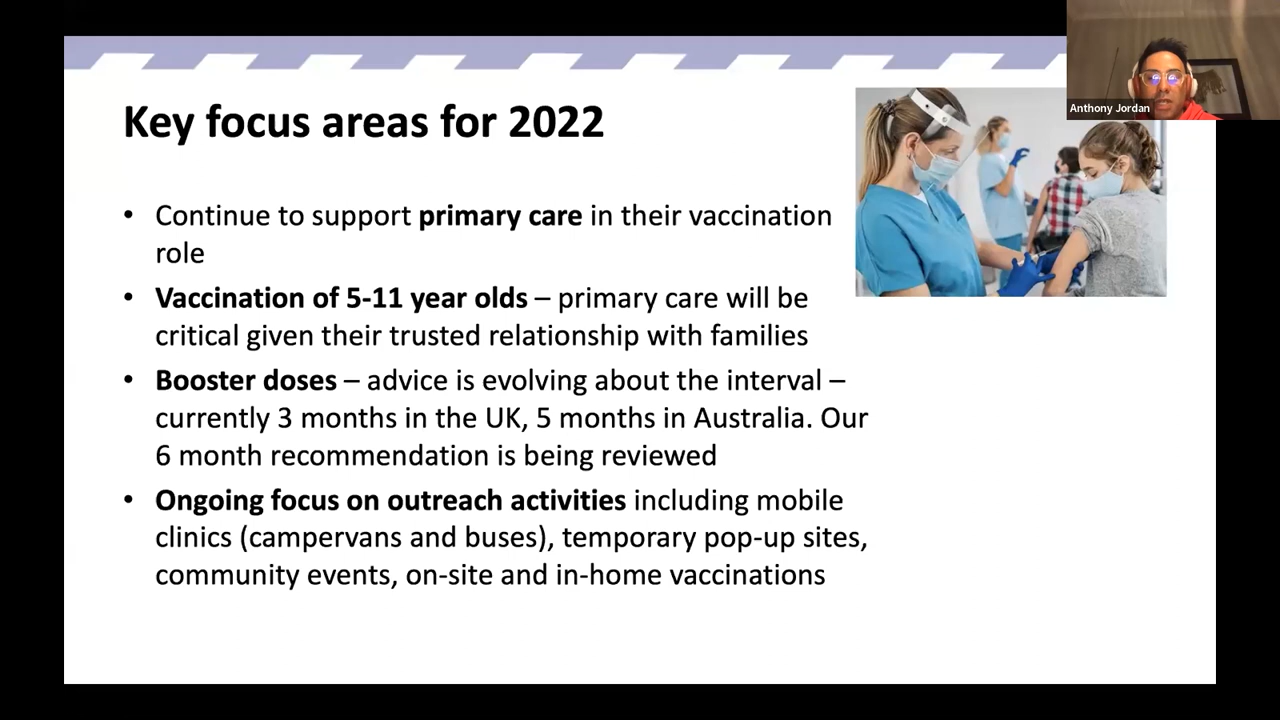 Anthony Jordan
Key focus areas for 2022
• Continue to support primary care in their vaccination
role
• Vaccination of 5-11 year olds – primary care will be
critical given their trusted relationship with families
• Booster doses – advice is evolving about the interval –
currently 3 months in the UK, 5 months in Australia. Our
6 month recommendation is being reviewed
• Ongoing focus on outreach activities including mobile
clinics (campervans and buses), temporary pop-up sites,
community events, on-site and in-home vaccinations